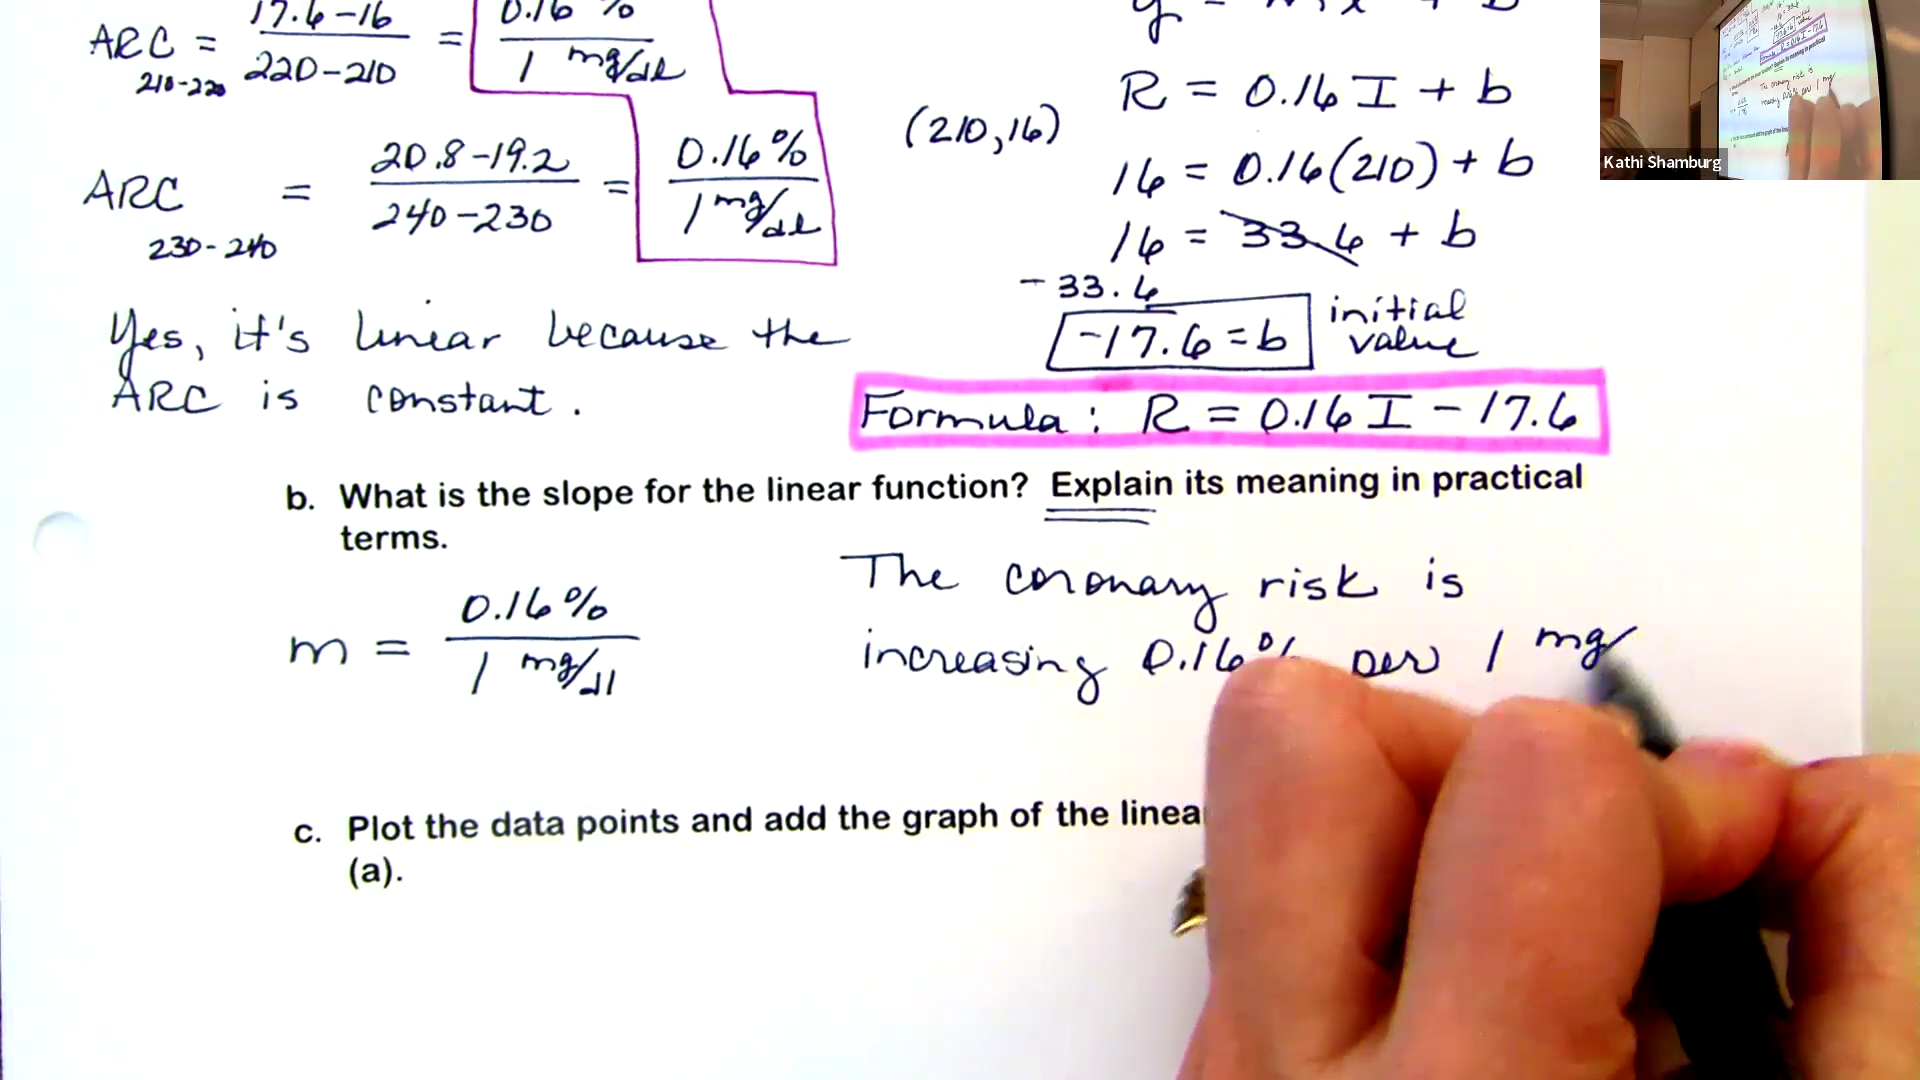 ARC = 17.6-16 / 220-210 = 0.16 % / 1 mg/dl
210-220
ARC = 20.8-19.2 / 240-230 = 0.16% / 1 mg/dl
230-240
Yes, it's linear because the
ARC is constant.
R = 0.16 I + b
(210,16)
16 = 0.16(210) + b
16 = 33.6 + b
-33.6
-17.6 = b initial
value
Formula: R = 0.16 I - 17.6
b. What is the slope for the linear function? Explain its meaning in practical
terms.
m = 0.16% / 1 mg/dl
The coronary risk is
increasing 0.16% per 1 mg/
c. Plot the data points and add the graph of the linea
(a).
Kathi Shamburg